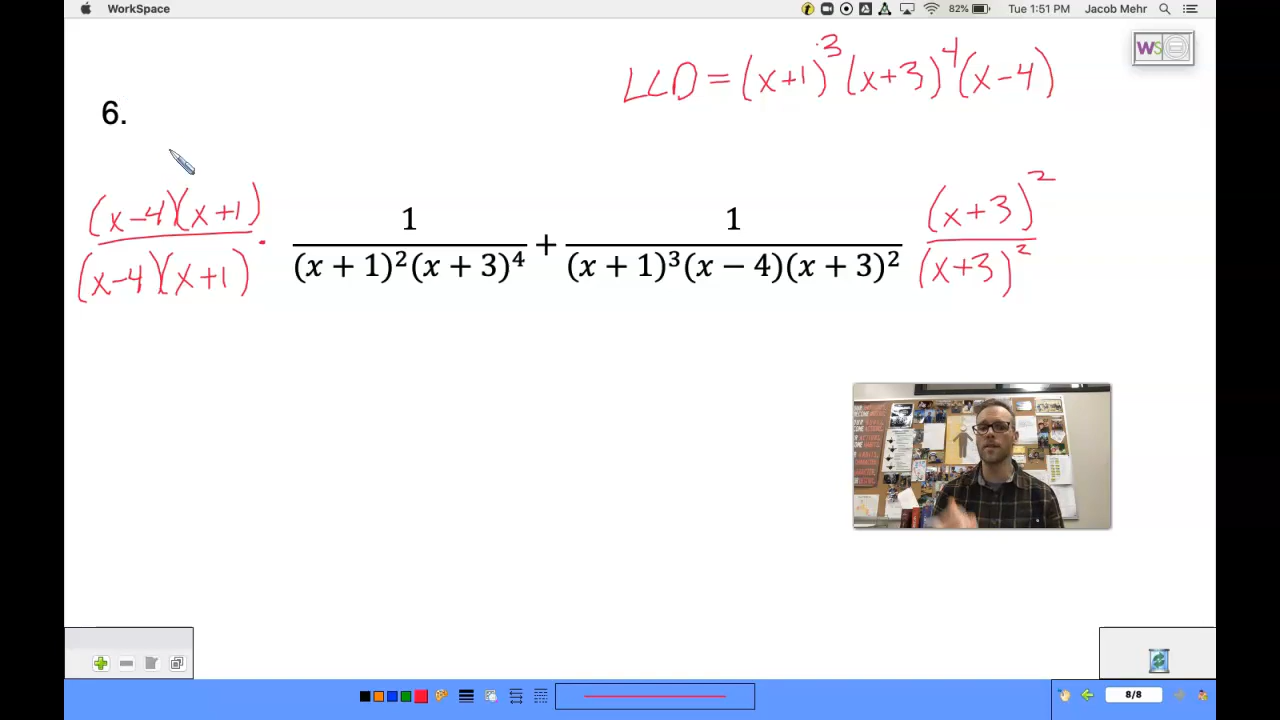 WorkSpace 82% Tue 1:51 PM Jacob Mehr
LCD = (x+1)³(x+3)⁴(x-4)
WS
6.
(x-4)(x+1)/(x-4)(x+1) · 1/(x + 1)²(x + 3)⁴ + 1/(x + 1)³(x − 4)(x + 3)² (x+3)²/(x+3)²
8/8